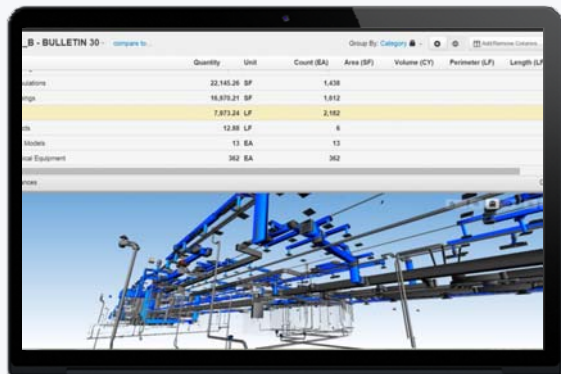 _B - BULLETIN 30 - compare to... Group By: Category Add/Remove Columns
Quantity Unit Count (EA) Area (SF) Volume (CY) Perimeter (LF) Length (LF
ulations 22,145.26 SF 1,438
ings 16,870.21 SF 1,612
7,873.24 LF 2,182
ds 12.88 LF 6
Models 13 EA 13
ical Equipment 362 EA 362
ances